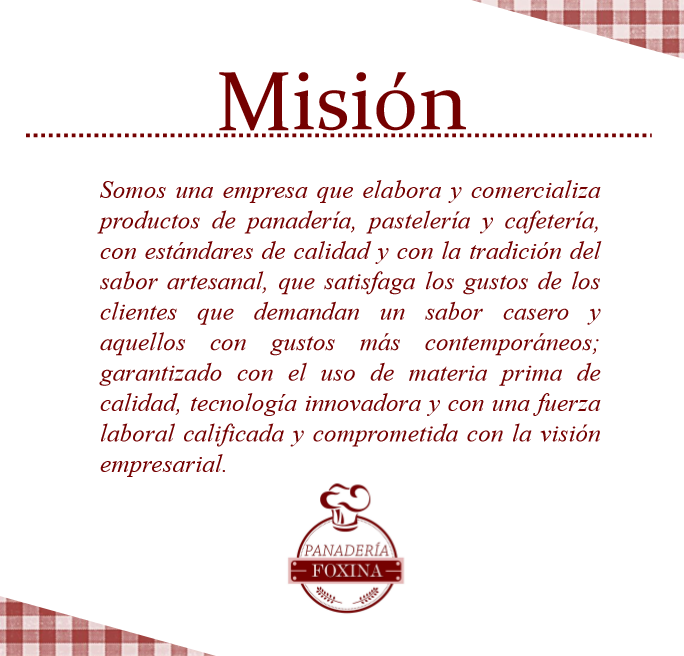 Misión
Somos una empresa que elabora y comercializa
productos de panadería, pastelería y cafetería,
con estándares de calidad y con la tradición del
sabor artesanal, que satisfaga los gustos de los
clientes que demandan un sabor casero y
aquellos con gustos más contemporáneos;
garantizado con el uso de materia prima de
calidad, tecnología innovadora y con una fuerza
laboral calificada y comprometida con la visión
empresarial.
PANADERÍA
FOXINA